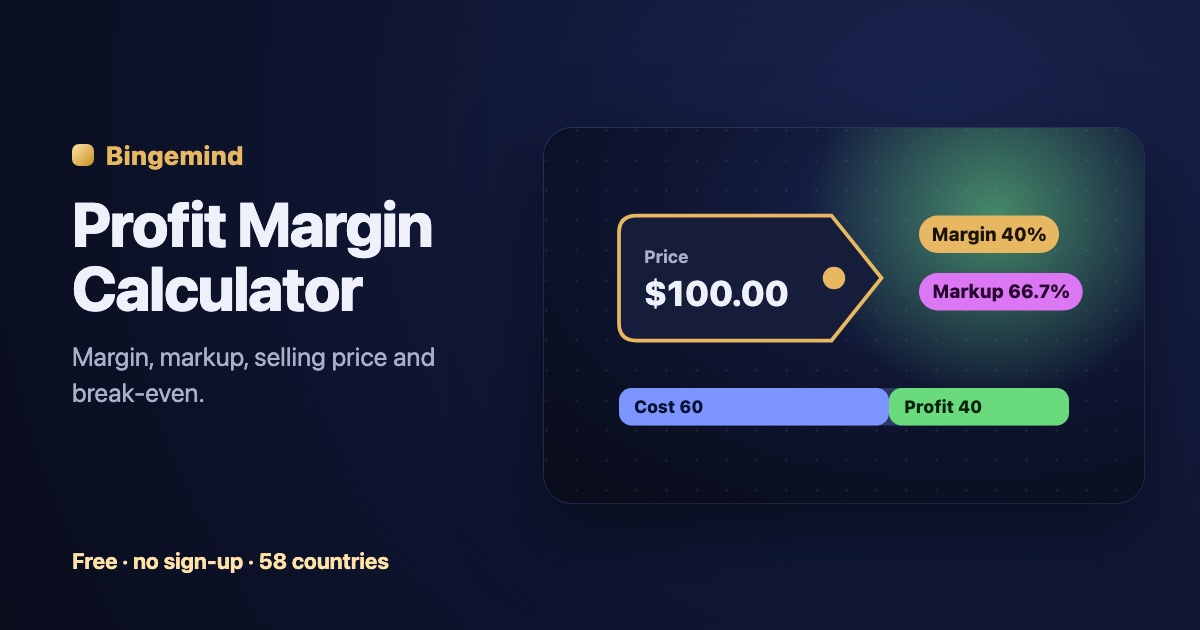 Bingemind
Profit Margin
Calculator
Margin, markup, selling price and
break-even.
Free · no sign-up · 58 countries
Price
$100.00
Margin 40%
Markup 66.7%
Cost 60
Profit 40